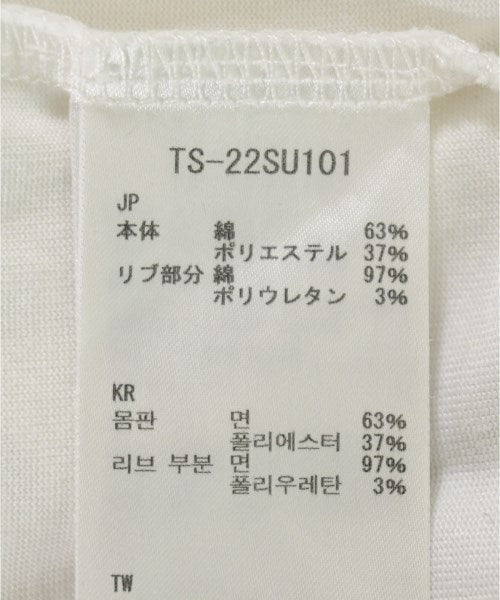 TS-22SU101
JP
本体 綿 63%
ポリエステル 37%
リブ部分 綿 97%
ポリウレタン 3%
KR
몸판 면 63%
폴리에스터 37%
리브 부분 면 97%
폴리우레탄 3%
TW